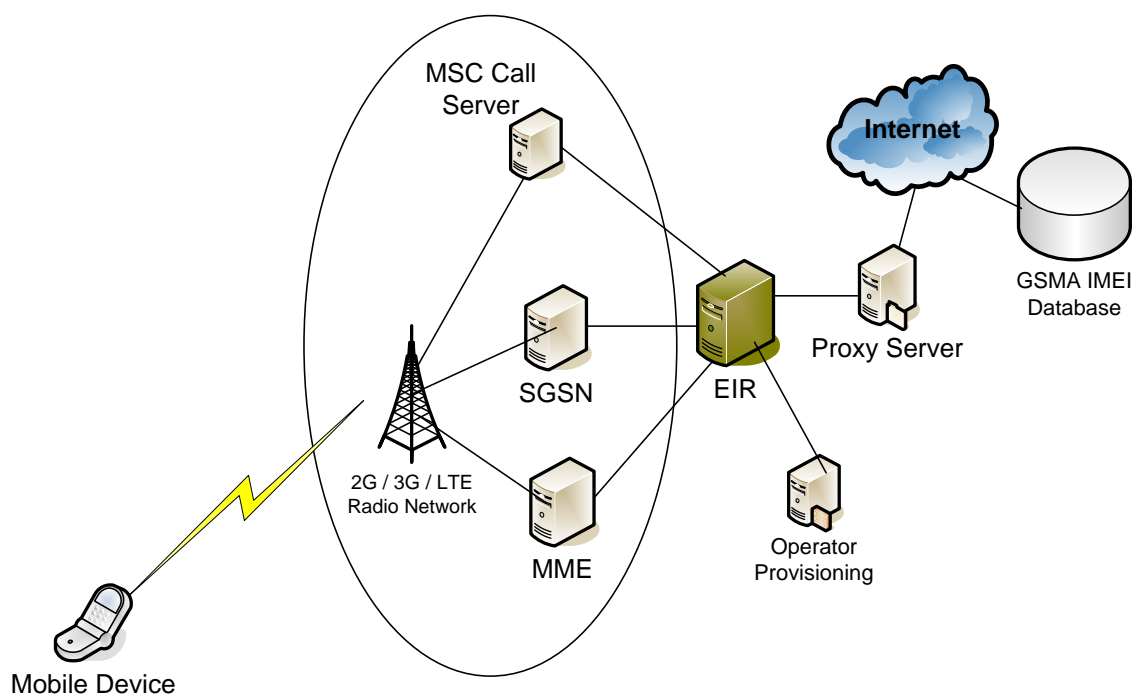 MSC Call
Server
Internet
GSMA IMEI
Database
Proxy Server
SGSN
EIR
2G / 3G / LTE
Radio Network
MME
Operator
Provisioning
Mobile Device